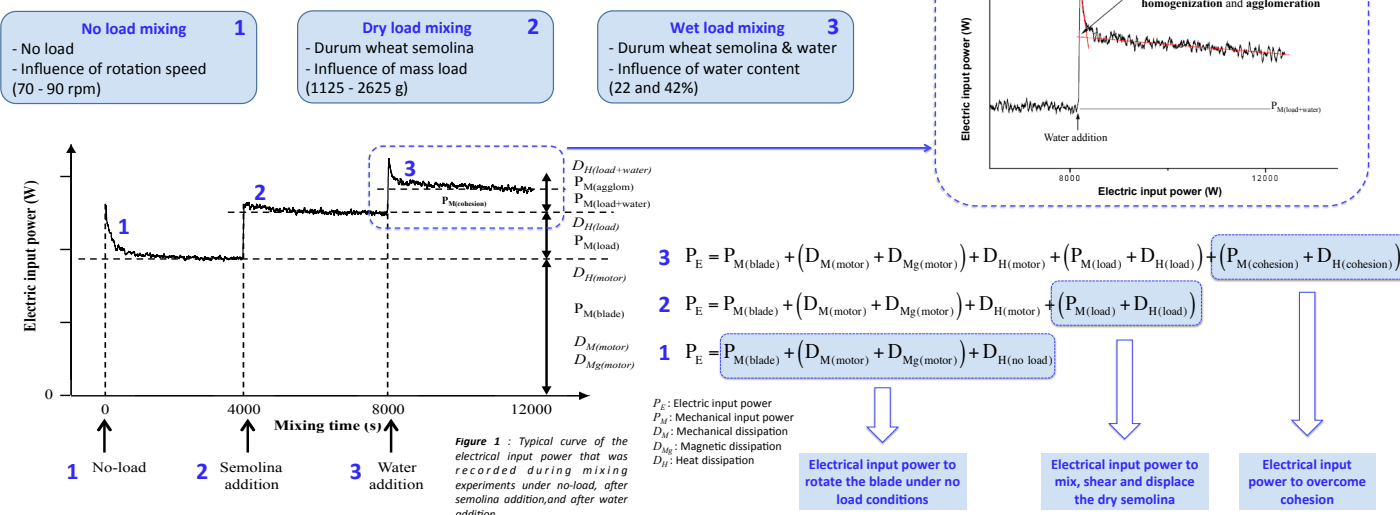 No load mixing 1
- No load
- Influence of rotation speed
(70 - 90 rpm)
Dry load mixing 2
- Durum wheat semolina
- Influence of mass load
(1125 - 2625 g)
Wet load mixing 3
- Durum wheat semolina & water
- Influence of water content
(22 and 42%)
homogenization and agglomeration
Electric input power (W)
P_M(load+water)
Water addition
8000 12000
Electric input power (W)
Electric input power (W)
1
2
3
P_M(cohesion)
D_H(load+water)
P_M(agglom)
P_M(load+water)
D_H(load)
P_M(load)
D_H(motor)
P_M(blade)
D_M(motor)
D_Mg(motor)
0
0 4000 8000 12000
Mixing time (s)
1 No-load
2 Semolina
addition
3 Water
addition
Figure 1 : Typical curve of the
electrical input power that was
recorded during mixing
experiments under no-load, after
semolina addition,and after water
addition
3 P_E = P_M(blade) + (D_M(motor) + D_Mg(motor)) + D_H(motor) + (P_M(load) + D_H(load)) + (P_M(cohesion) + D_H(cohesion))
2 P_E = P_M(blade) + (D_M(motor) + D_Mg(motor)) + D_H(motor) + (P_M(load) + D_H(load))
1 P_E = P_M(blade) + (D_M(motor) + D_Mg(motor)) + D_H(no load)
P_E : Electric input power
P_M : Mechanical input power
D_M : Mechanical dissipation
D_Mg : Magnetic dissipation
D_H : Heat dissipation
Electrical input power to
rotate the blade under no
load conditions
Electrical input power to
mix, shear and displace
the dry semolina
Electrical input
power to overcome
cohesion